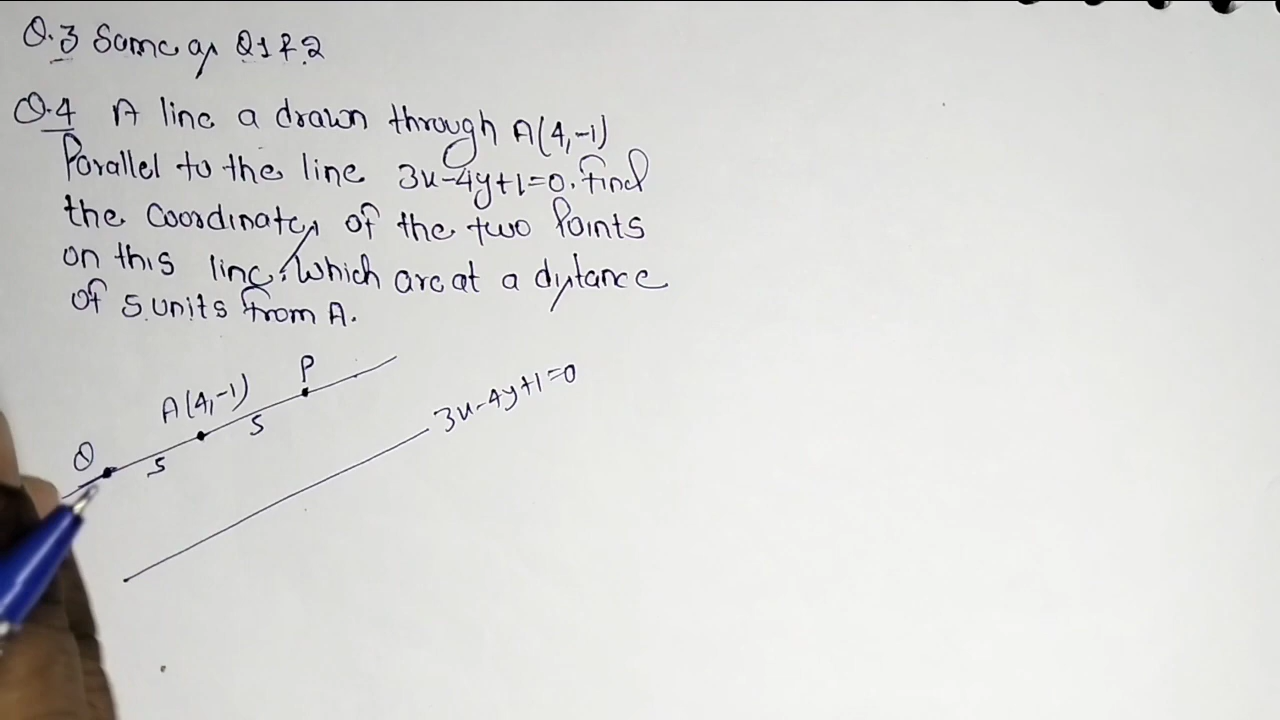 Q.3 Same as Q1 & 2
Q.4 A line a drawn through A(4,-1)
Parallel to the line 3x-4y+1=0. find
the coordinates of the two Points
on this line, which are at a distance
of 5 units from A.
P
A(4,-1)
5
Q
5
3x-4y+1=0